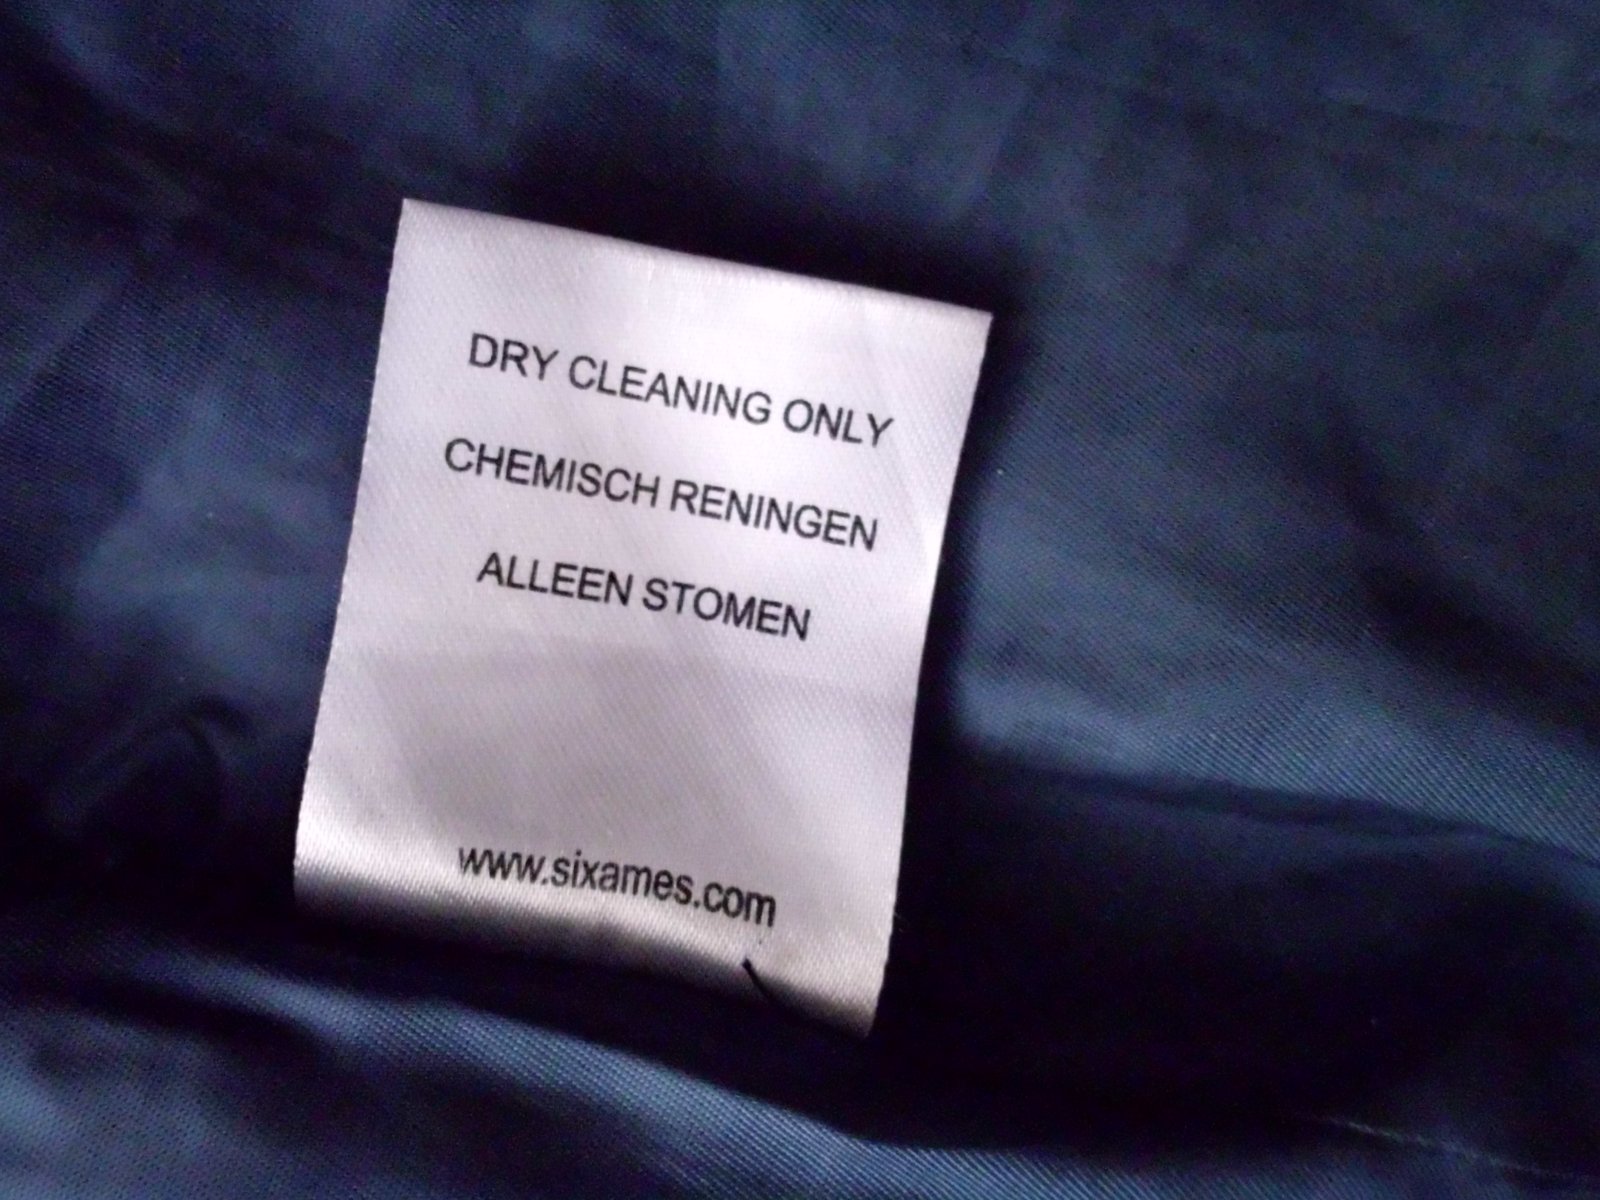 DRY CLEANING ONLY
CHEMISCH RENINGEN
ALLEEN STOMEN
www.sixames.com